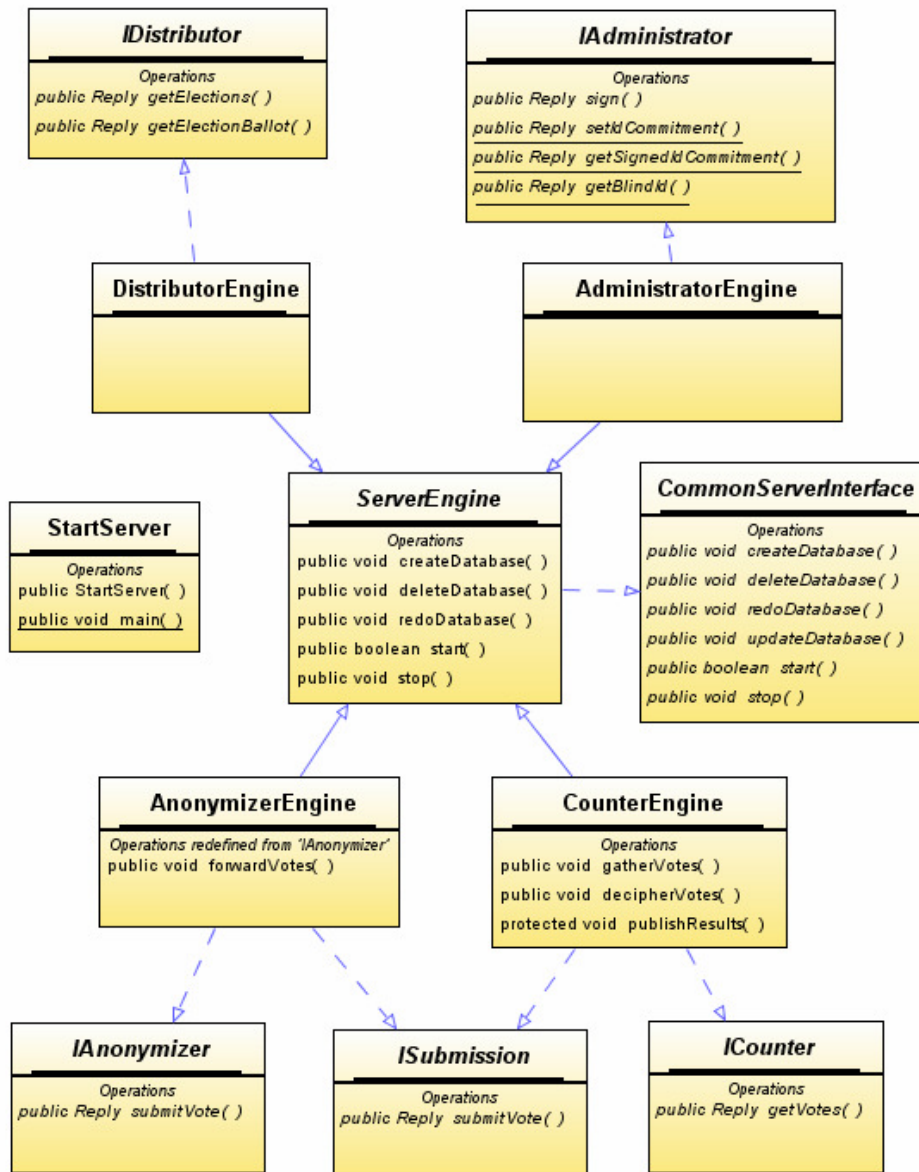 IDistributor
Operations
public Reply getElections( )
public Reply getElectionBallot( )
IAdministrator
Operations
public Reply sign( )
public Reply setIdCommitment( )
public Reply getSignedIdCommitment( )
public Reply getBlindId( )
DistributorEngine
AdministratorEngine
StartServer
Operations
public StartServer( )
public void main( )
ServerEngine
Operations
public void createDatabase( )
public void deleteDatabase( )
public void redoDatabase( )
public boolean start( )
public void stop( )
CommonServerInterface
Operations
public void createDatabase( )
public void deleteDatabase( )
public void redoDatabase( )
public void updateDatabase( )
public boolean start( )
public void stop( )
AnonymizerEngine
Operations redefined from 'IAnonymizer'
public void forwardVotes( )
CounterEngine
Operations
public void gatherVotes( )
public void decipherVotes( )
protected void publishResults( )
IAnonymizer
Operations
public Reply submitVote( )
ISubmission
Operations
public Reply submitVote( )
ICounter
Operations
public Reply getVotes( )